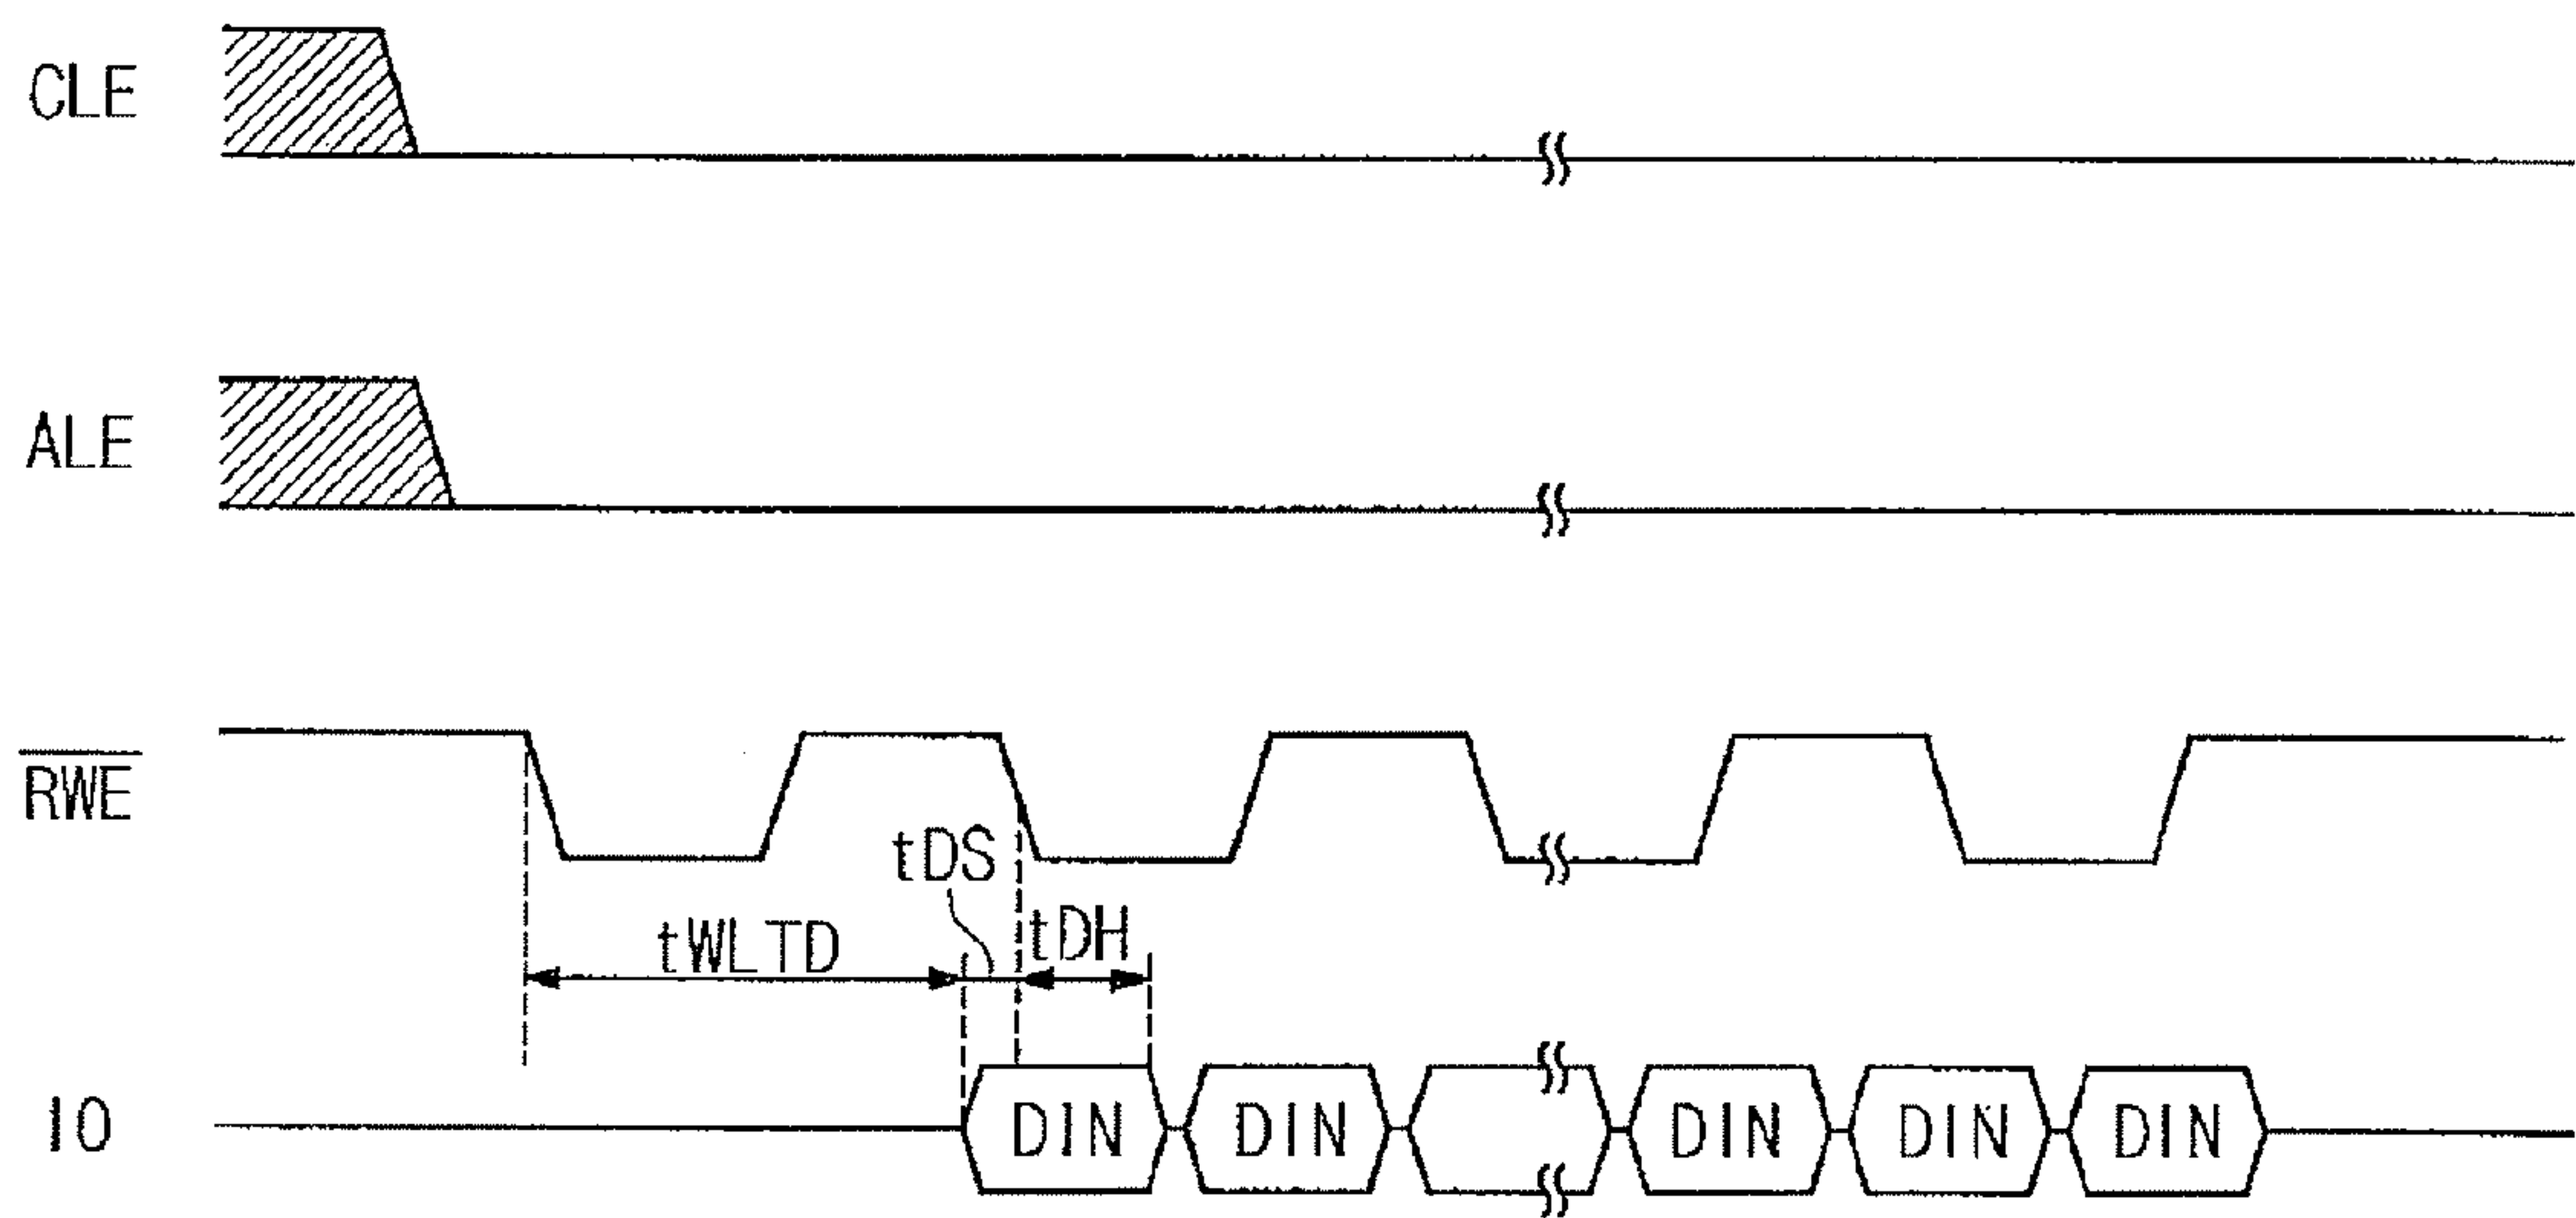 CLE
ALE
RWE
tDS
tWLTD
tDH
IO
DIN DIN DIN DIN DIN